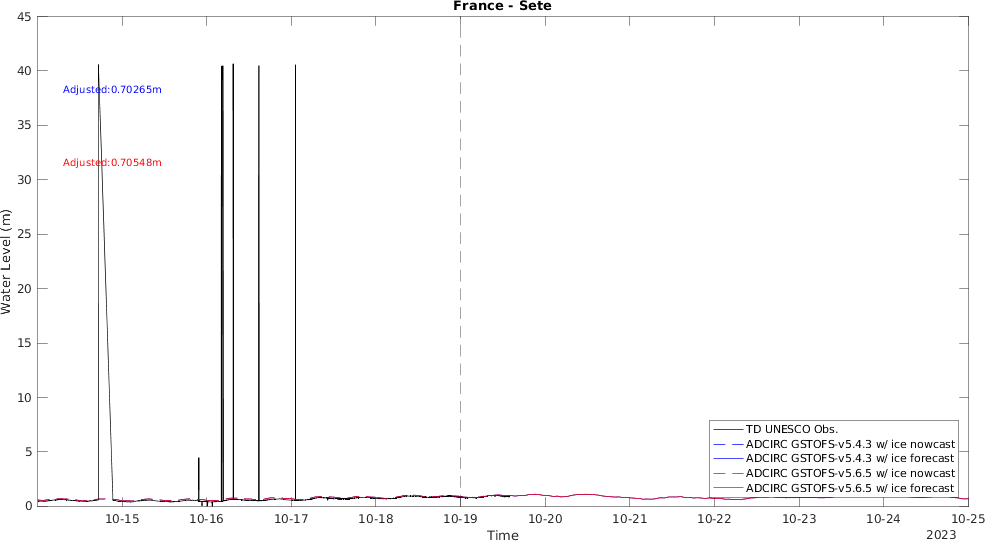 France - Sete
45
40
35
30
25
20
15
10
5
0
Water Level (m)
Adjusted:0.70265m
Adjusted:0.70548m
TD UNESCO Obs.
ADCIRC GSTOFS-v5.4.3 w/ ice nowcast
ADCIRC GSTOFS-v5.4.3 w/ ice forecast
ADCIRC GSTOFS-v5.6.5 w/ ice nowcast
ADCIRC GSTOFS-v5.6.5 w/ ice forecast
10-15 10-16 10-17 10-18 10-19 10-20 10-21 10-22 10-23 10-24 10-25
Time
2023